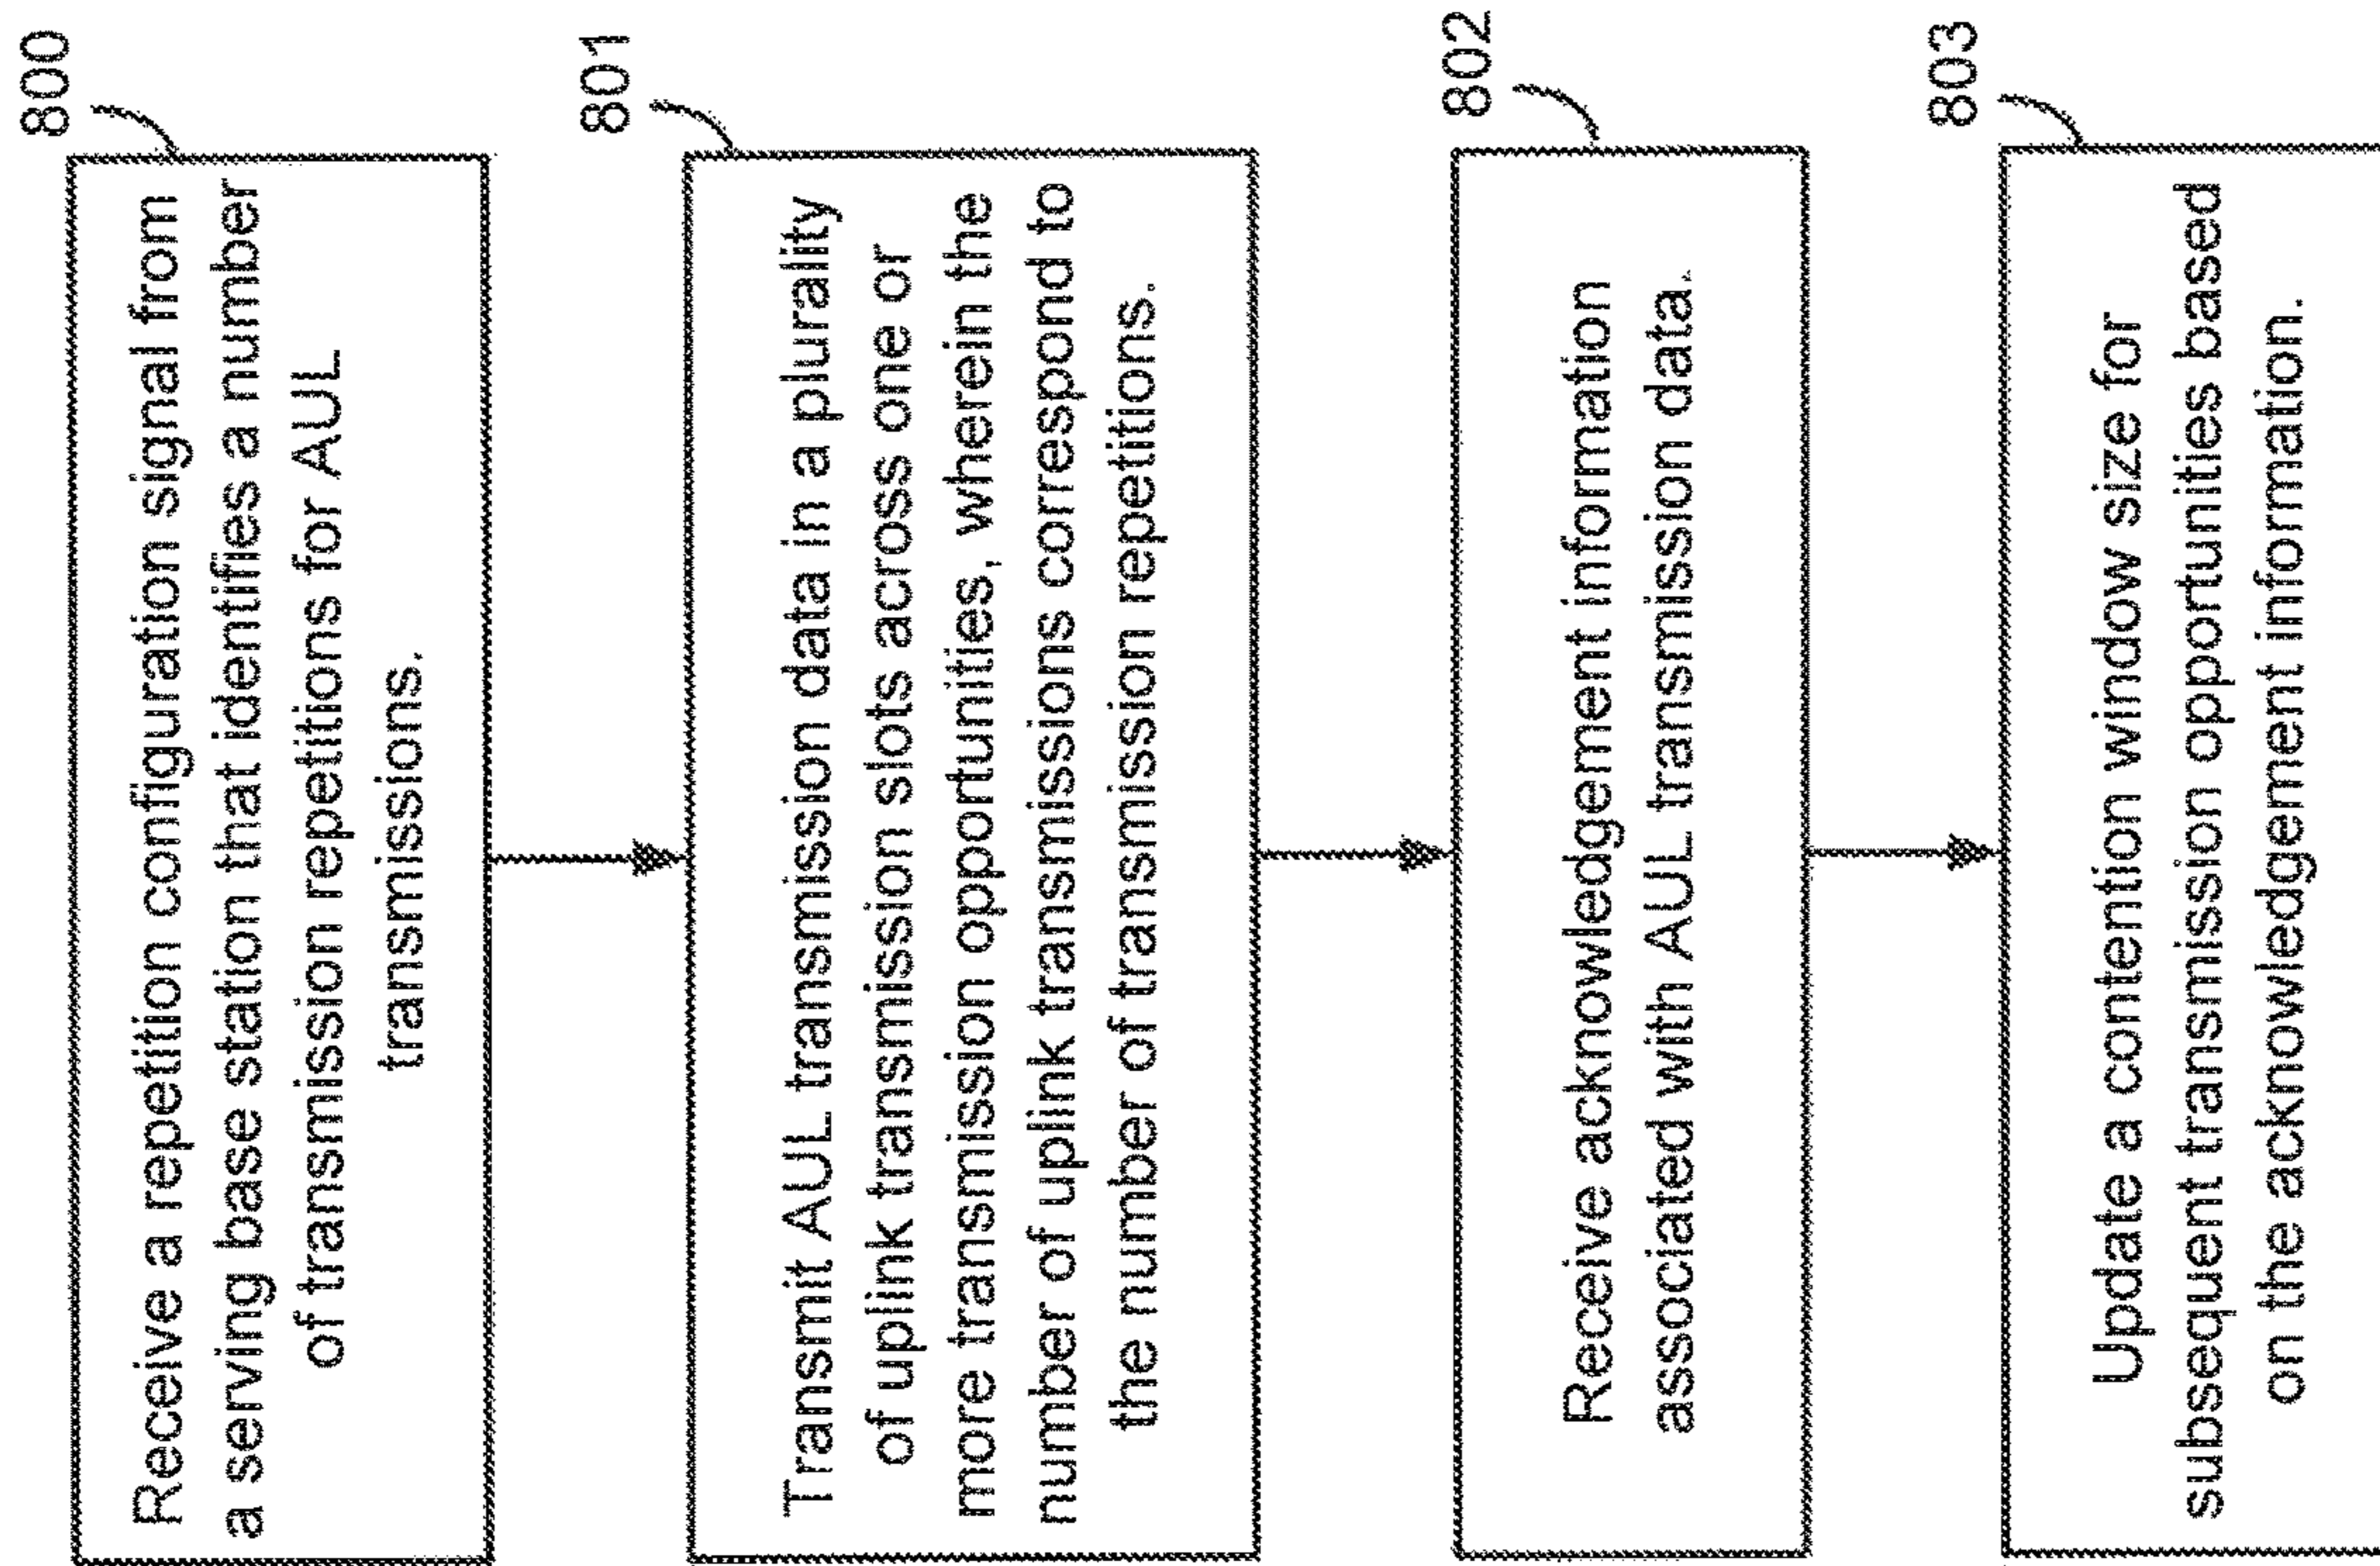 800
Receive a repetition configuration signal from
a serving base station that identifies a number
of transmission repetitions for AUL
transmissions.
801
Transmit AUL transmission data in a plurality
of uplink transmission slots across one or
more transmission opportunities, wherein the
number of uplink transmissions correspond to
the number of transmission repetitions.
802
Receive acknowledgement information
associated with AUL transmission data.
803
Update a contention window size for
subsequent transmission opportunities based
on the acknowledgement information.